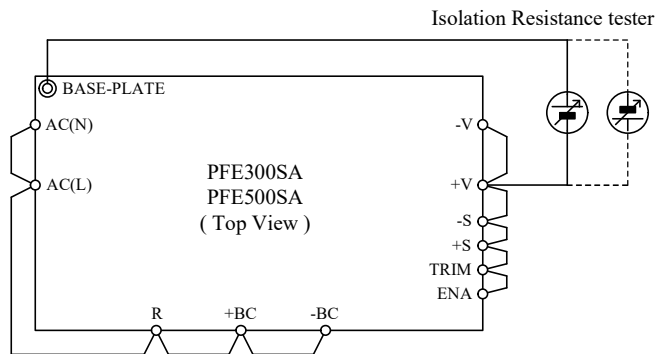 Isolation Resistance tester
BASE-PLATE
AC(N)
-V
AC(L)
PFE300SA
+V
PFE500SA
( Top View )
-S
+S
TRIM
ENA
R
+BC
-BC